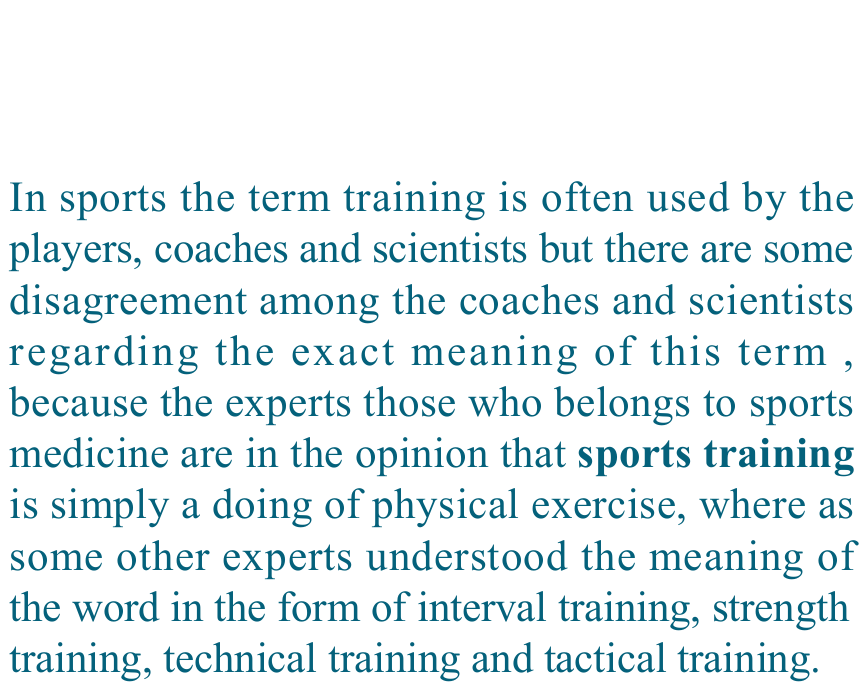 In sports the term training is often used by the
players, coaches and scientists but there are some
disagreement among the coaches and scientists
regarding the exact meaning of this term ,
because the experts those who belongs to sports
medicine are in the opinion that sports training
is simply a doing of physical exercise, where as
some other experts understood the meaning of
the word in the form of interval training, strength
training, technical training and tactical training.